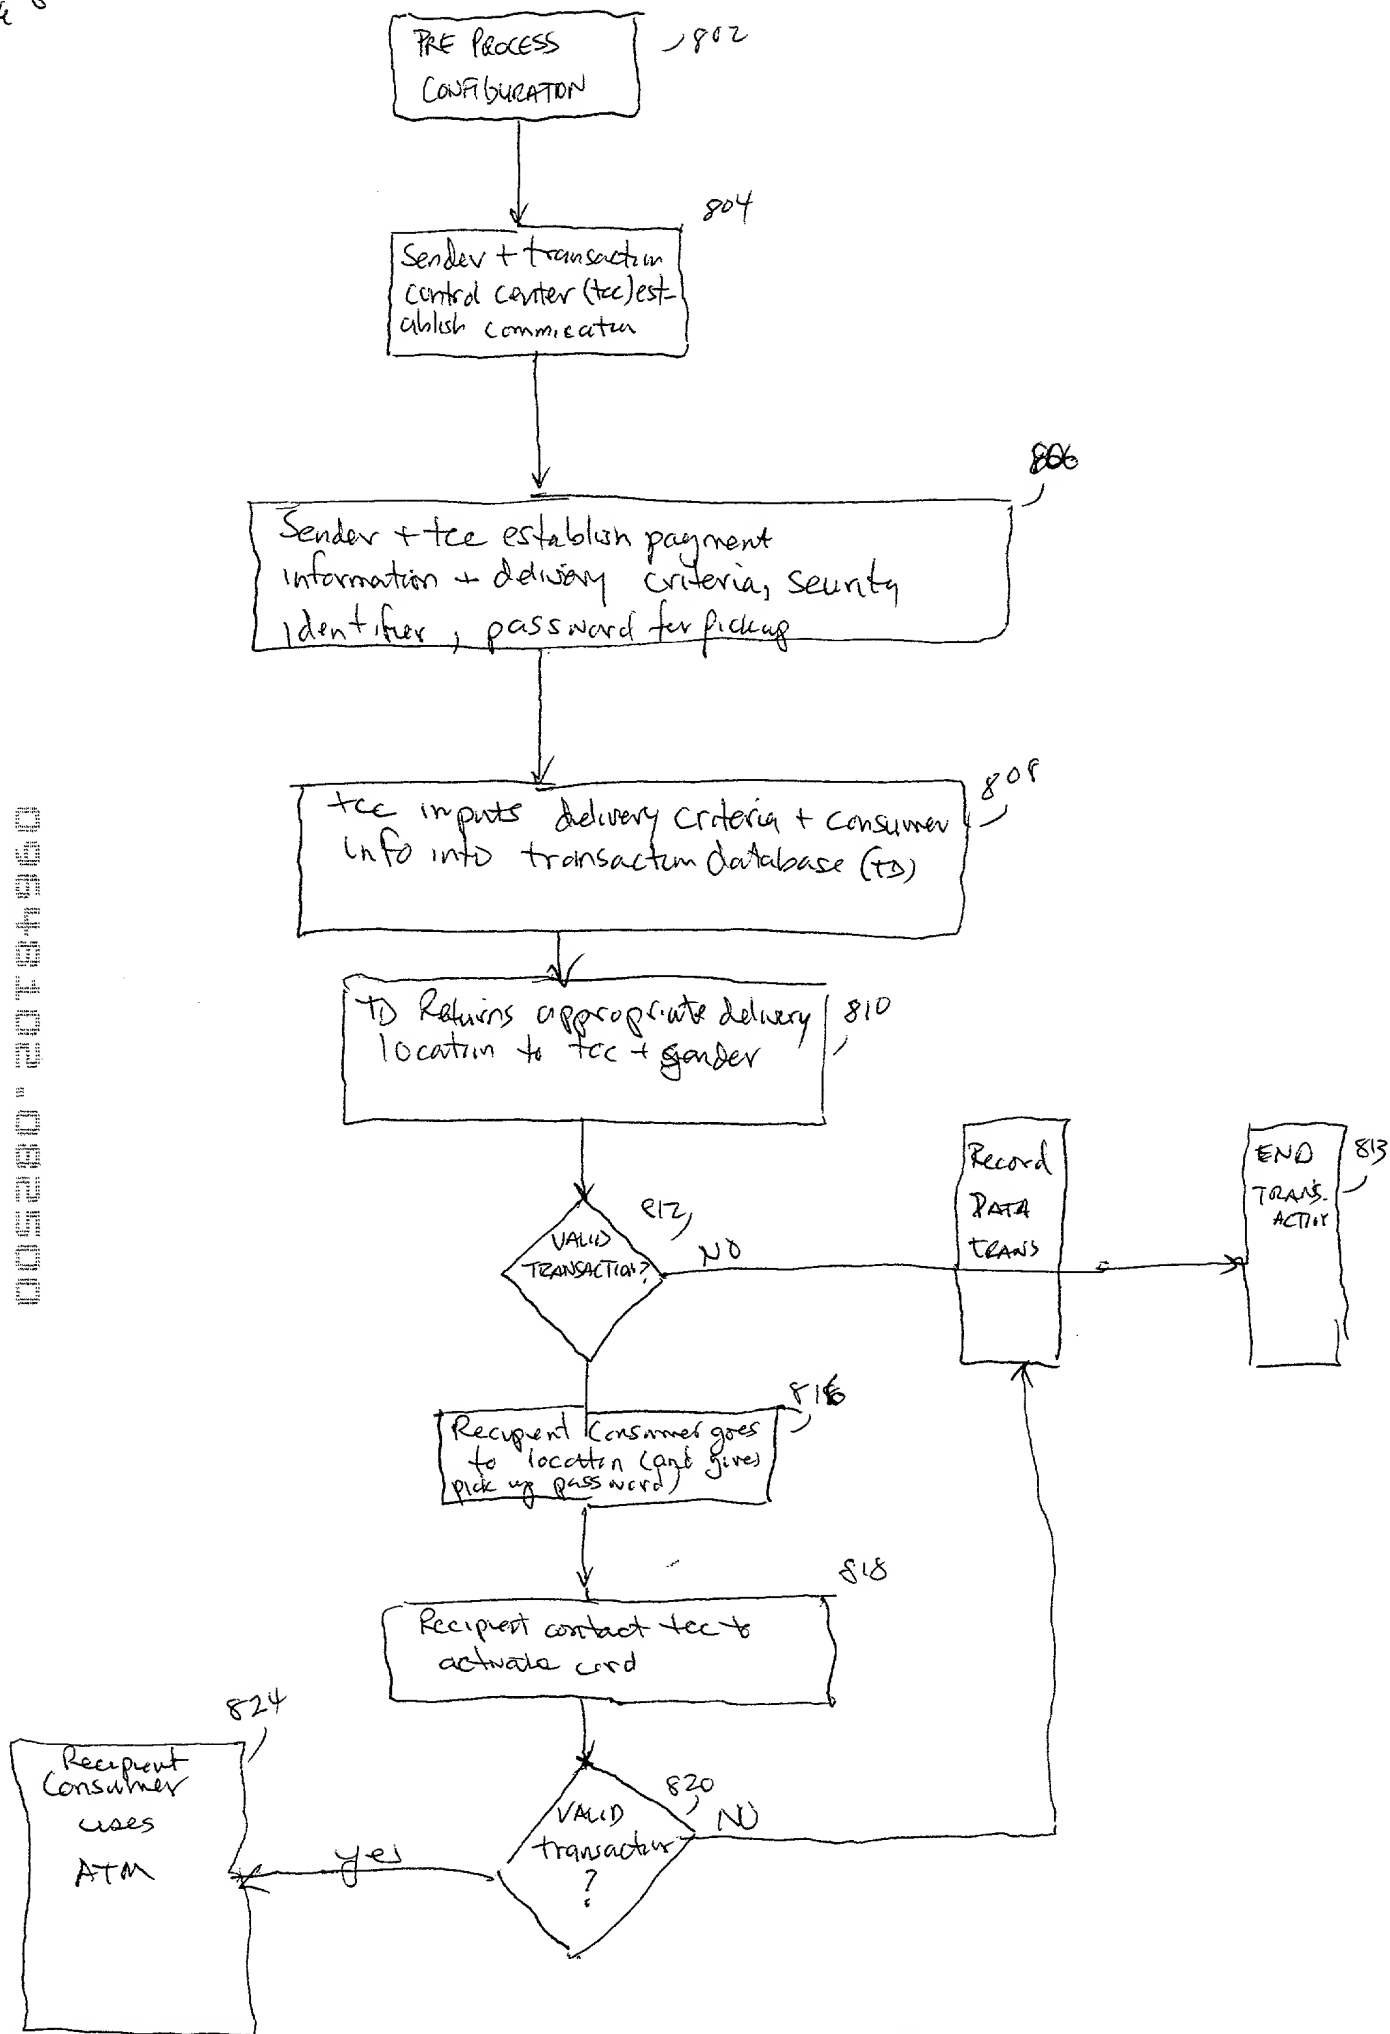 802
PRE PROCESS
CONFIGURATION
804
Sender + transaction
control center (tcc) est-
ablish commication
806
Sender + tcc establish payment
information + delivery criteria, security
identifier, password for pickup
808
tcc inputs delivery criteria + consumer
info into transaction database (TD)
TD Returns appropriate delivery
location to tcc + sender
810
812
VALID
TRANSACTION?
NO
Record
DATA
TRANS
END
TRANS-
ACTION
813
816
Recipient Consumer goes
to location (and gives
pick up password)
818
Recipient contact tcc to
activate card
820
VALID
transaction
?
NO
yes
824
Recipient
Consumer
uses
ATM